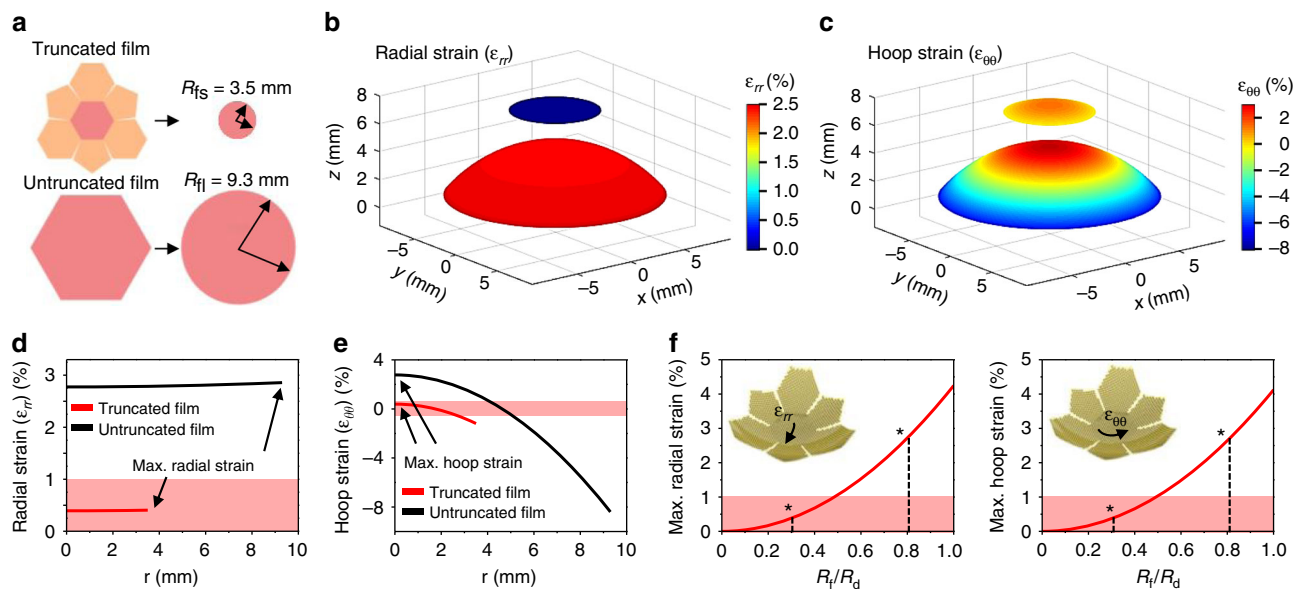 a
Truncated film
R_fs = 3.5 mm
Untruncated film
R_fl = 9.3 mm
b
Radial strain (ε_rr)
ε_rr (%)
8
6
4
2
0
z (mm)
−5
0
5
y (mm)
−5
0
5
x (mm)
2.5
2.0
1.5
1.0
0.5
0.0
c
Hoop strain (ε_θθ)
ε_θθ (%)
8
6
4
2
0
z (mm)
−5
0
5
y (mm)
−5
0
5
x (mm)
2
0
−2
−4
−6
−8
d
Radial strain (ε_rr) (%)
3
2
1
0
Truncated film
Untruncated film
Max. radial strain
0 2 4 6 8 10
r (mm)
e
Hoop strain (ε_θθ) (%)
4
0
−4
−8
Max. hoop strain
Truncated film
Untruncated film
0 2 4 6 8 10
r (mm)
f
Max. radial strain (%)
5
4
3
2
1
0
ε_rr
*
*
0 0.2 0.4 0.6 0.8 1.0
R_f/R_d
Max. hoop strain (%)
5
4
3
2
1
0
ε_θθ
*
*
0 0.2 0.4 0.6 0.8 1.0
R_f/R_d